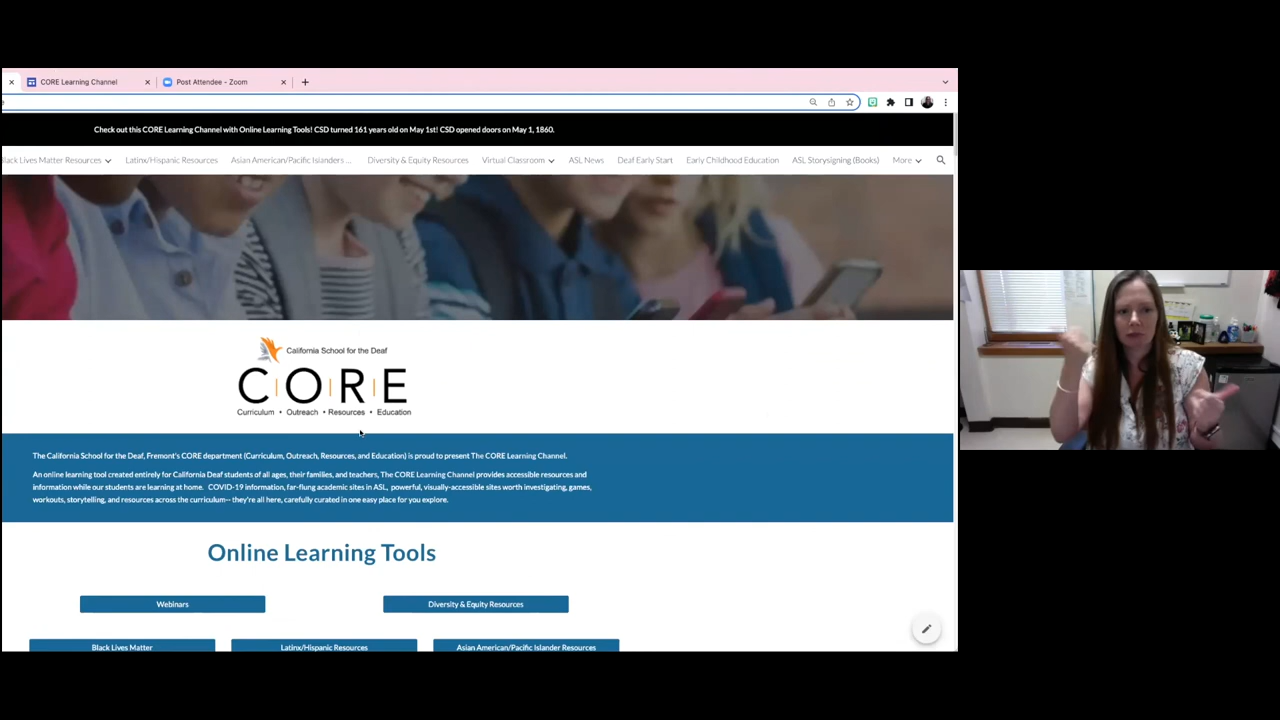 CORE Learning Channel
Post Attendee - Zoom
Check out this CORE Learning Channel with Online Learning Tools! CSD turned 161 years old on May 1st! CSD opened doors on May 1, 1860.
Black Lives Matter Resources
Latinx/Hispanic Resources
Asian American/Pacific Islanders ...
Diversity & Equity Resources
Virtual Classroom
ASL News
Deaf Early Start
Early Childhood Education
ASL Storysigning (Books)
More
California School for the Deaf
C|O|R|E
Curriculum • Outreach • Resources • Education
The California School for the Deaf, Fremont's CORE department (Curriculum, Outreach, Resources, and Education) is proud to present The CORE Learning Channel.
An online learning tool created entirely for California Deaf students of all ages, their families, and teachers, The CORE Learning Channel provides accessible resources and
information while our students are learning at home.   COVID-19 information, far-flung academic sites in ASL,  powerful, visually-accessible sites worth investigating, games,
workouts, storytelling, and resources across the curriculum-- they're all here, carefully curated in one easy place for you explore.
Online Learning Tools
Webinars
Diversity & Equity Resources
Black Lives Matter
Latinx/Hispanic Resources
Asian American/Pacific Islander Resources